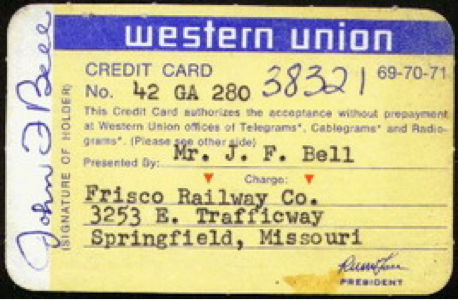 western union
CREDIT CARD
No. 42 GA 280 38321 69-70-71
This Credit Card authorizes the acceptance without prepayment
at Western Union offices of Telegrams*, Cablegrams* and Radio-
grams*. (Please see other side)
Presented By: Mr. J. F. Bell
Charge:
Frisco Railway Co.
3253 E. Trafficway
Springfield, Missouri
PRESIDENT
John F Bell
(SIGNATURE OF HOLDER)